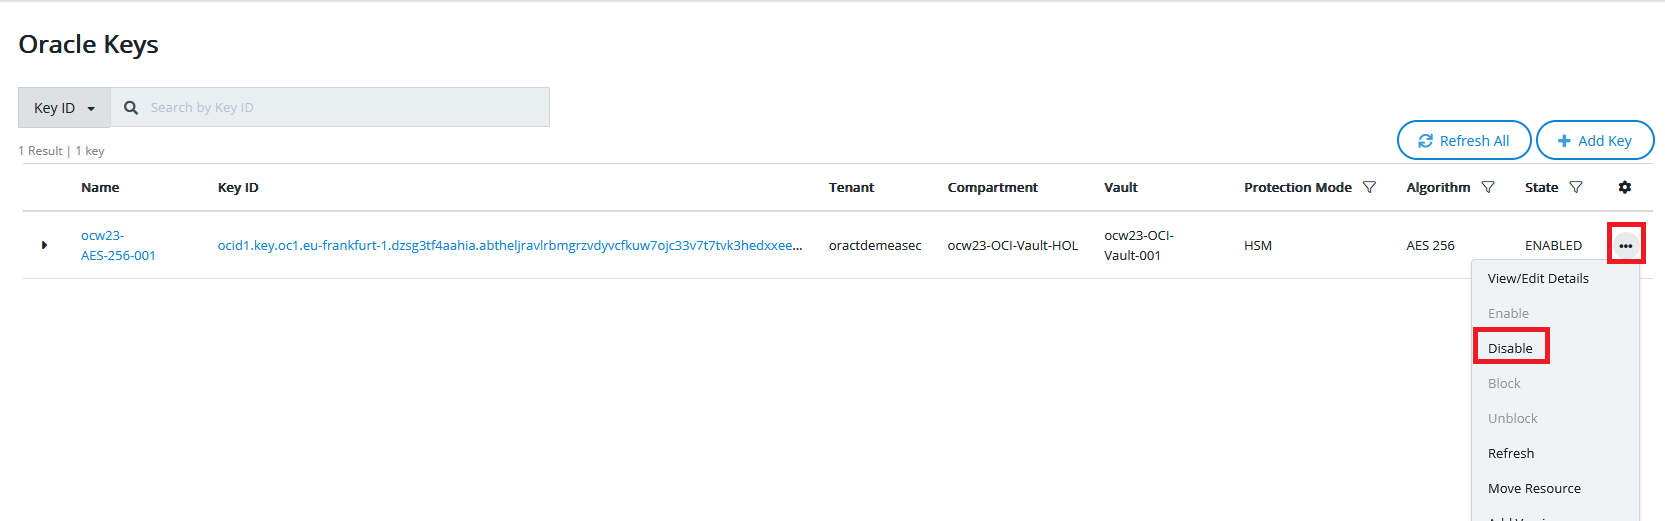 Oracle Keys
Key ID
Search by Key ID
1 Result | 1 key
Refresh All
Add Key
Name Key ID Tenant Compartment Vault Protection Mode Algorithm State
ocw23-
AES-256-001
ocid1.key.oc1.eu-frankfurt-1.dzsg3tf4aahia.abtheljravlrbmgrzvdyvcfkuw7ojc33v7t7tvk3hedxxee...
oractdemeasec
ocw23-OCI-Vault-HOL
ocw23-OCI-
Vault-001
HSM
AES 256
ENABLED
View/Edit Details
Enable
Disable
Block
Unblock
Refresh
Move Resource